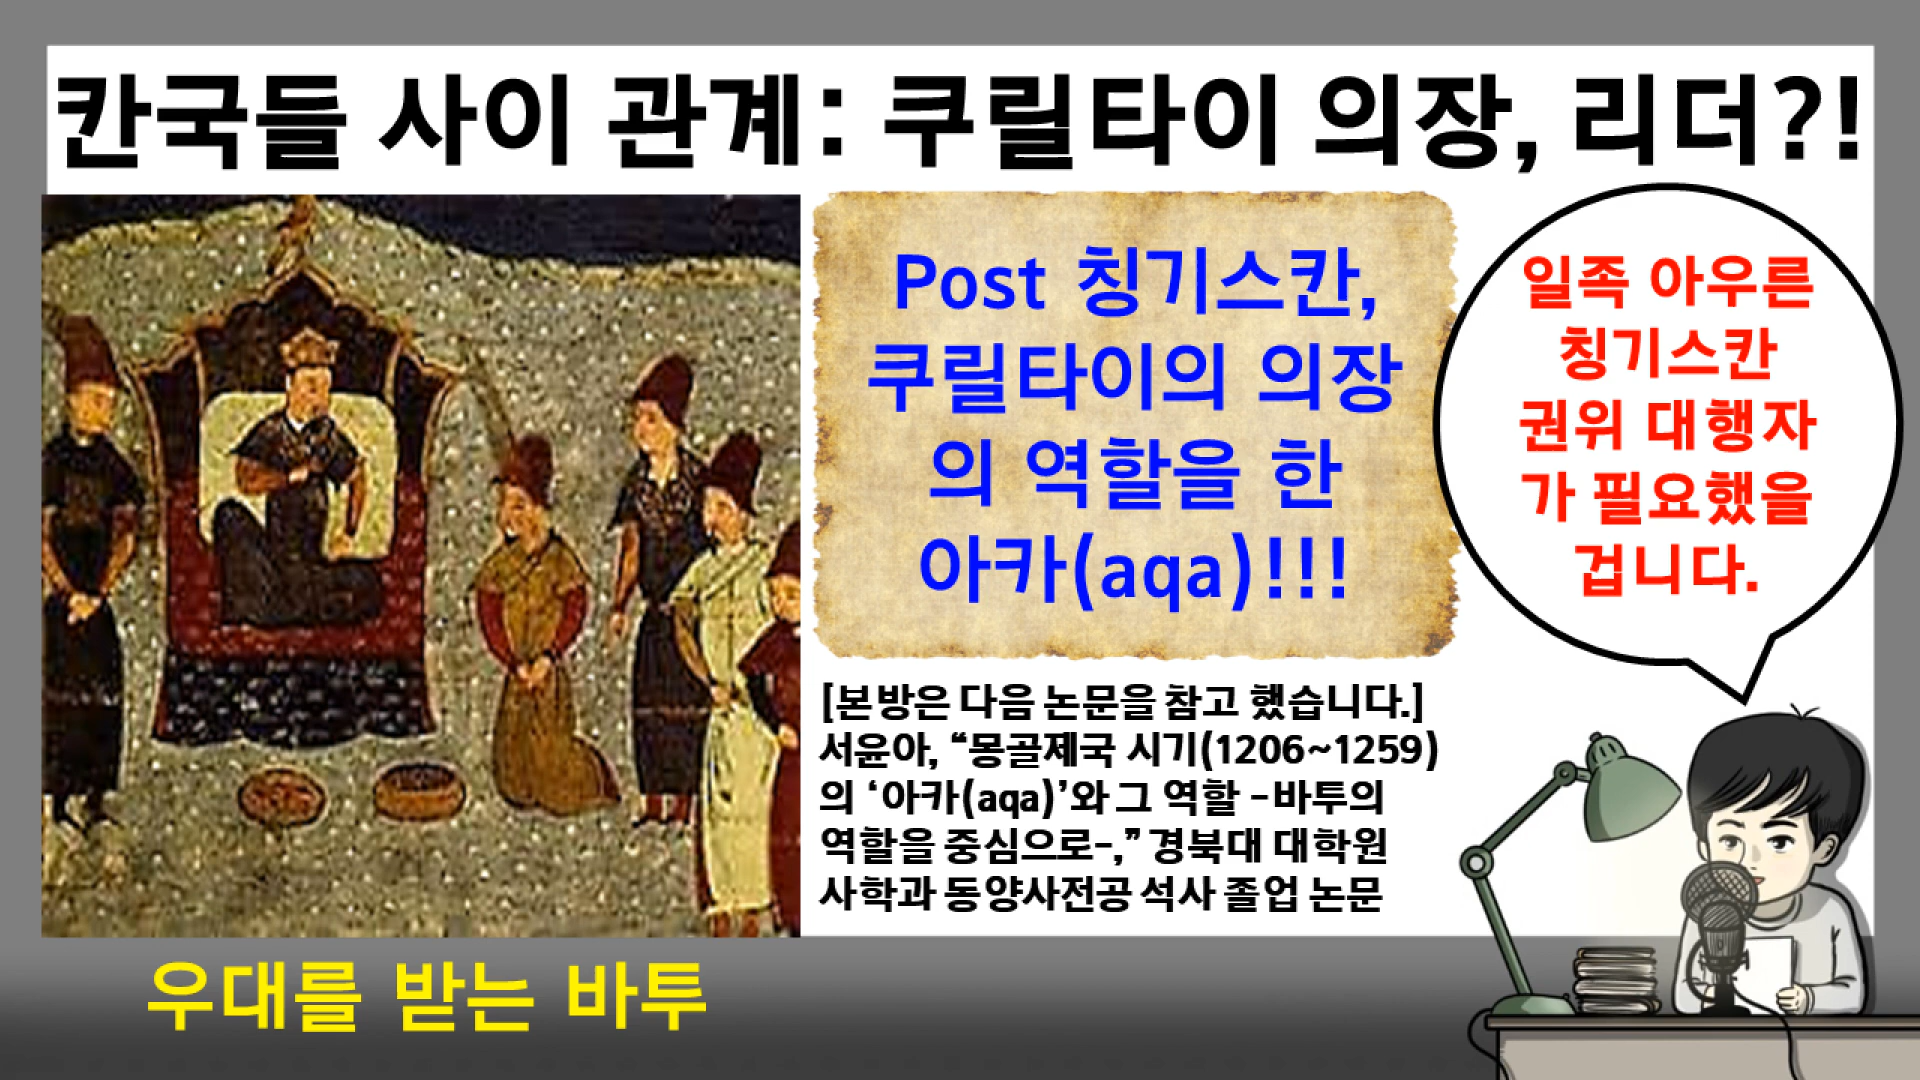 칸국들 사이 관계: 쿠릴타이 의장, 리더?!
Post 칭기스칸,
쿠릴타이의 의장
의 역할을 한
아카(aqa)!!!
일족 아우른
칭기스칸
권위 대행자
가 필요했을
겁니다.
[본방은 다음 논문을 참고 했습니다.]
서윤아, “몽골제국 시기(1206~1259)
의 ‘아카(aqa)’와 그 역할 -바투의
역할을 중심으로-,” 경북대 대학원
사학과 동양사전공 석사 졸업 논문
우대를 받는 바투